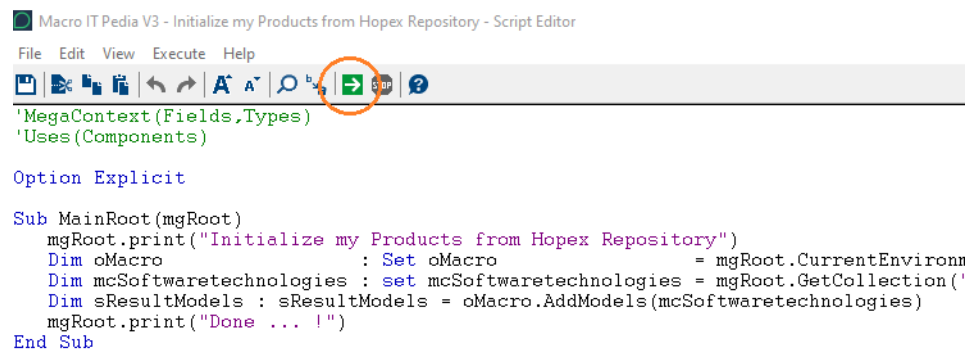 Macro IT Pedia V3 - Initialize my Products from Hopex Repository - Script Editor
File Edit View Execute Help
'MegaContext(Fields,Types)
'Uses(Components)
Option Explicit
Sub MainRoot(mgRoot)
mgRoot.print("Initialize my Products from Hopex Repository")
Dim oMacro : Set oMacro = mgRoot.CurrentEnvironm
Dim mcSoftwaretechnologies : set mcSoftwaretechnologies = mgRoot.GetCollection("
Dim sResultModels : sResultModels = oMacro.AddModels(mcSoftwaretechnologies)
mgRoot.print("Done ... !")
End Sub